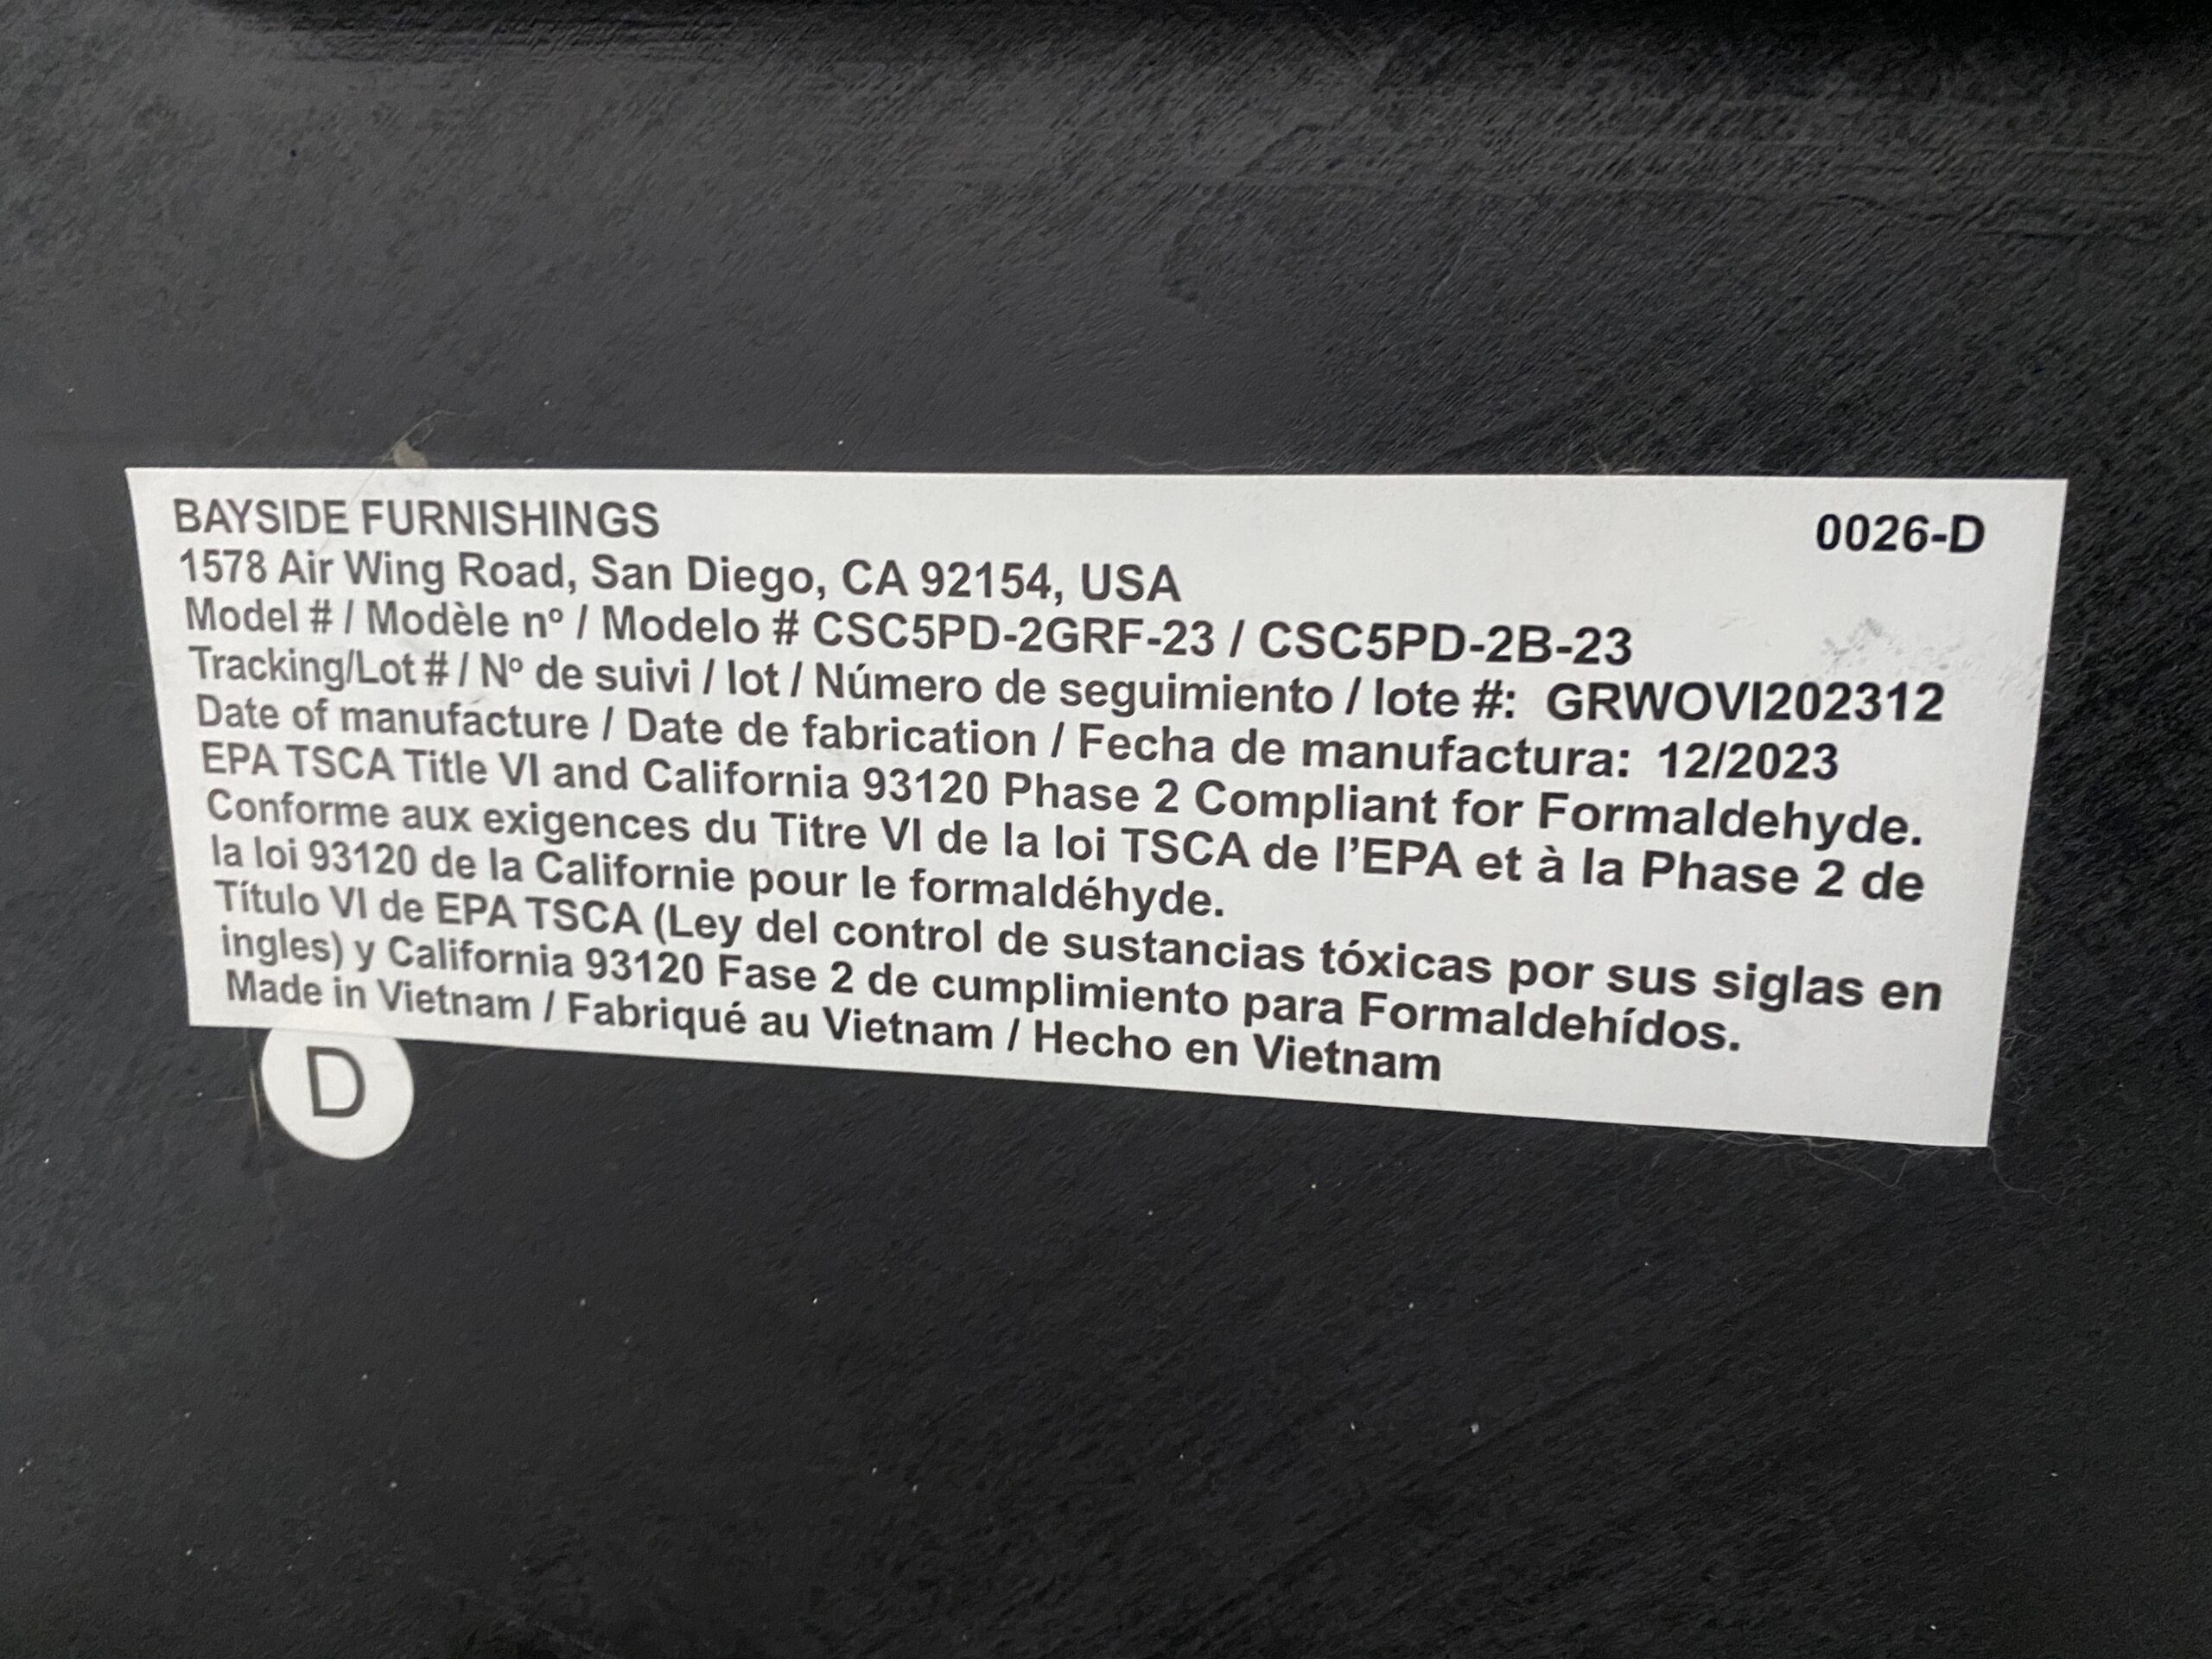 BAYSIDE FURNISHINGS 0026-D
1578 Air Wing Road, San Diego, CA 92154, USA
Model # / Modèle nº / Modelo # CSC5PD-2GRF-23 / CSC5PD-2B-23
Tracking/Lot # / Nº de suivi / lot / Número de seguimiento / lote #: GRWOVI202312
Date of manufacture / Date de fabrication / Fecha de manufactura: 12/2023
EPA TSCA Title VI and California 93120 Phase 2 Compliant for Formaldehyde.
Conforme aux exigences du Titre VI de la loi TSCA de l'EPA et à la Phase 2 de
la loi 93120 de la Californie pour le formaldéhyde.
Título VI de EPA TSCA (Ley del control de sustancias tóxicas por sus siglas en
ingles) y California 93120 Fase 2 de cumplimiento para Formaldehídos.
Made in Vietnam / Fabriqué au Vietnam / Hecho en Vietnam
D